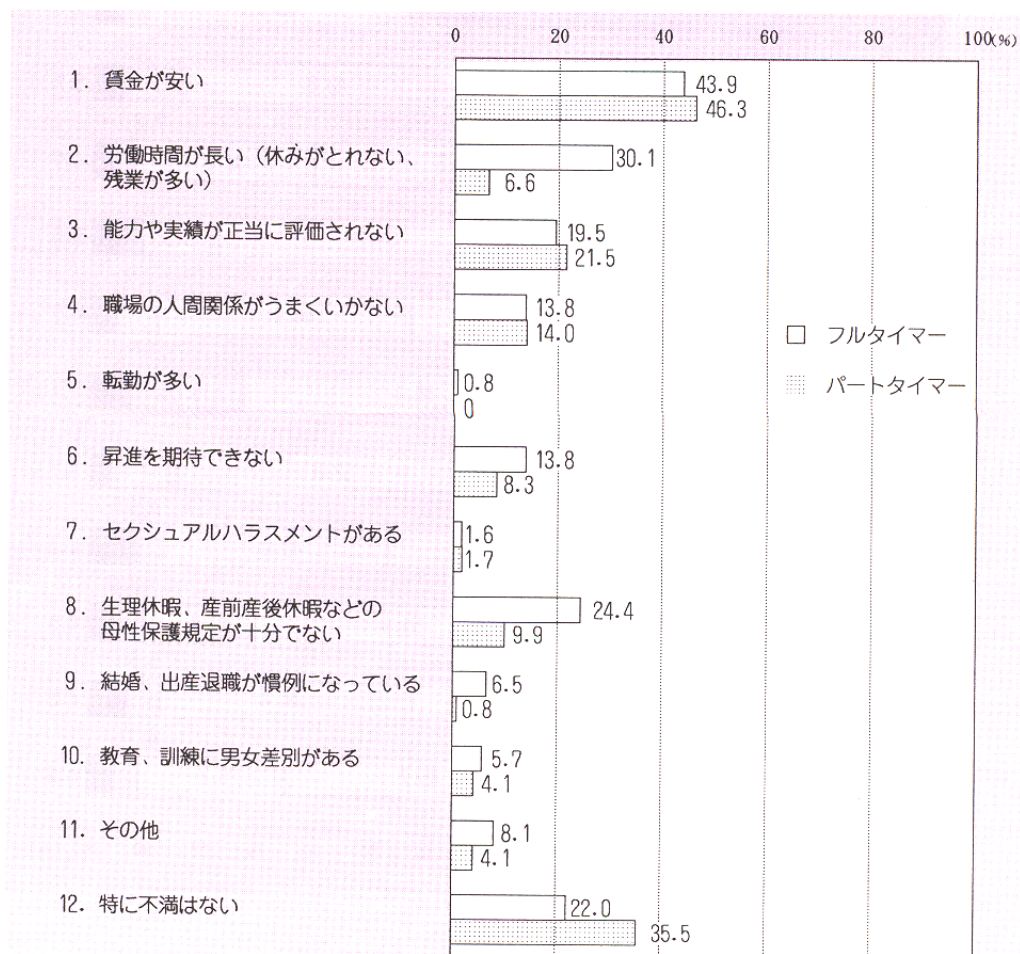 0 20 40 60 80 100(%)
1. 賃金が安い
43.9
46.3
2. 労働時間が長い（休みがとれない、
残業が多い）
30.1
6.6
3. 能力や実績が正当に評価されない
19.5
21.5
4. 職場の人間関係がうまくいかない
13.8
14.0
フルタイマー
パートタイマー
5. 転勤が多い
0.8
0
6. 昇進を期待できない
13.8
8.3
7. セクシュアルハラスメントがある
1.6
1.7
8. 生理休暇、産前産後休暇などの
母性保護規定が十分でない
24.4
9.9
9. 結婚、出産退職が慣例になっている
6.5
0.8
10. 教育、訓練に男女差別がある
5.7
4.1
11. その他
8.1
4.1
12. 特に不満はない
22.0
35.5